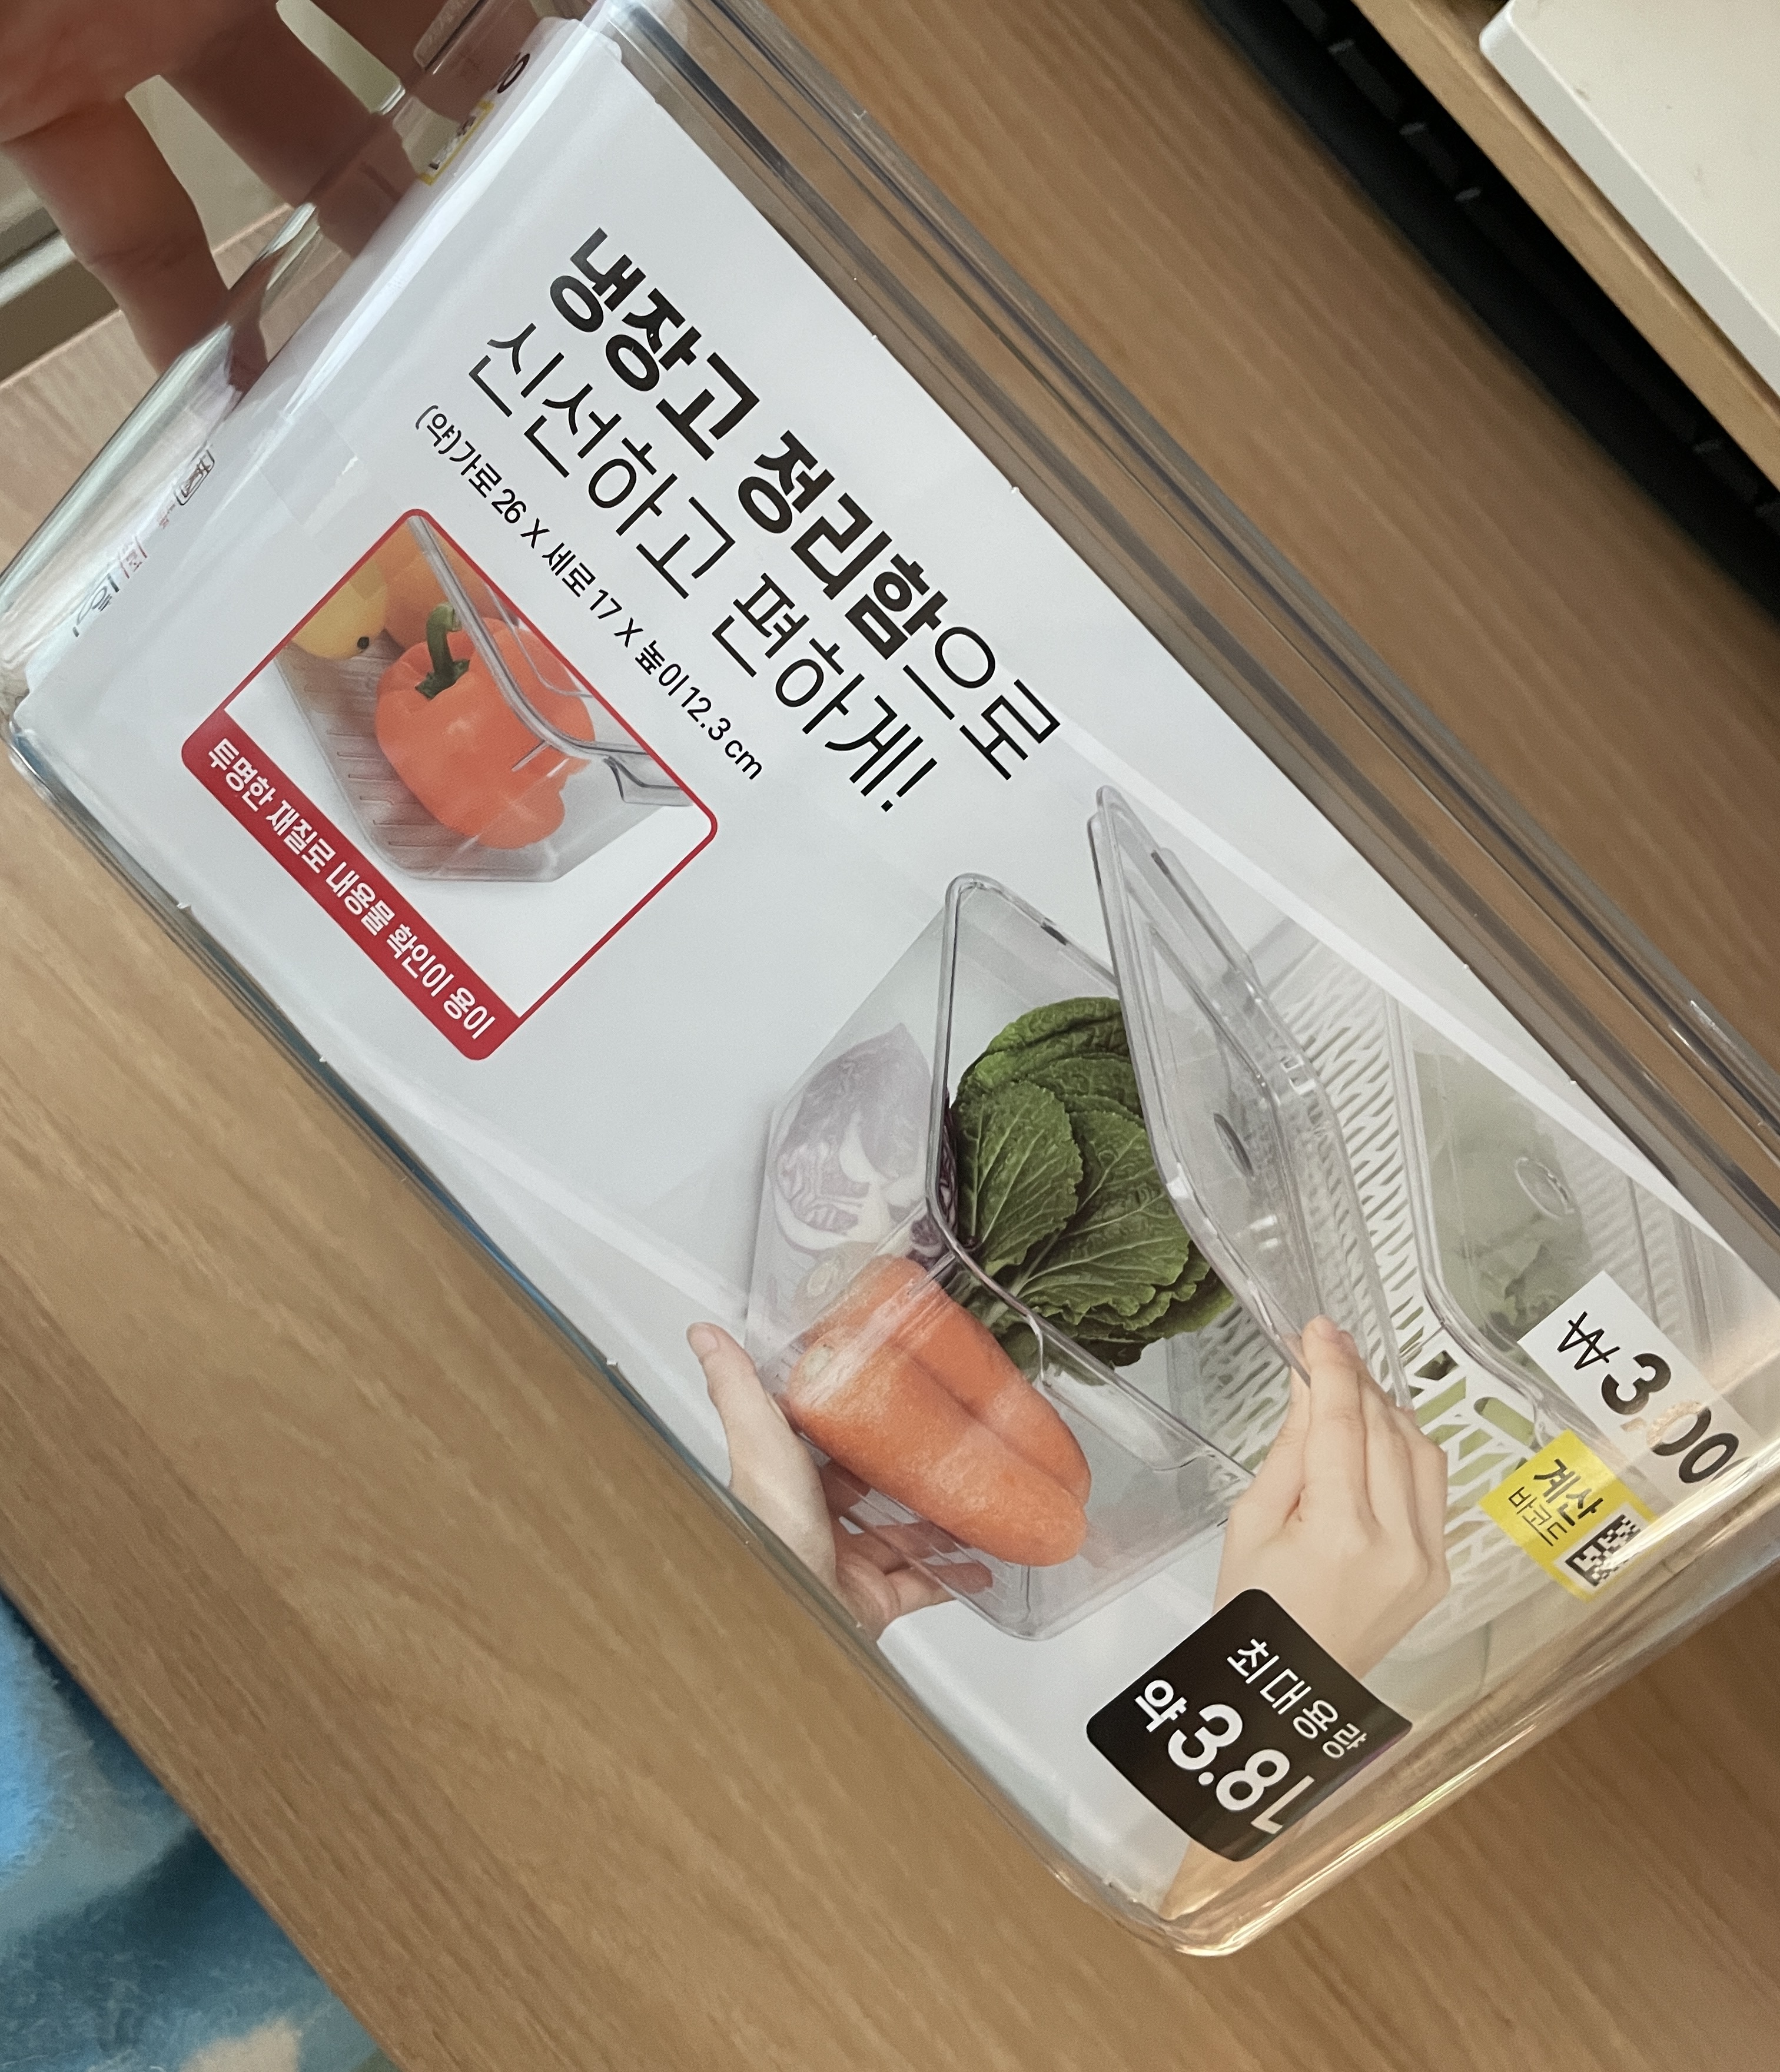 냉장고 정리함으로
신선하고 편하게!
(약)가로 26 X 세로 17 X 높이 12.3 cm
투명한 재질로 내용물 확인이 용이
계산
바코드
최대용량
약 3.8L